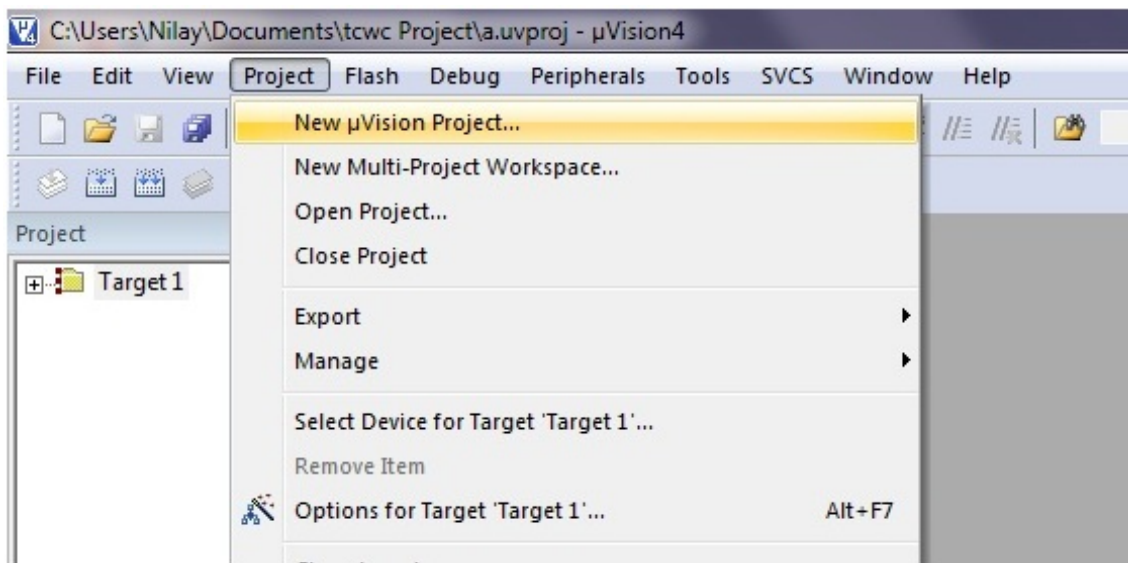 C:\Users\Nilay\Documents\tcwc Project\a.uvproj - µVision4
File Edit View Project Flash Debug Peripherals Tools SVCS Window Help
New µVision Project...
New Multi-Project Workspace...
Open Project...
Project
Close Project
Target 1
Export
Manage
Select Device for Target 'Target 1'...
Remove Item
Options for Target 'Target 1'... Alt+F7